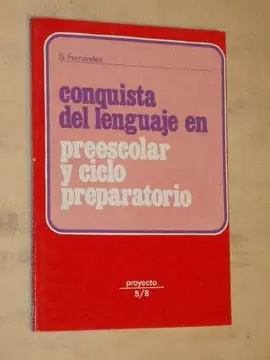 S. Fernández
conquista
del lenguaje en
preescolar
y ciclo
preparatorio
proyecto
5/8